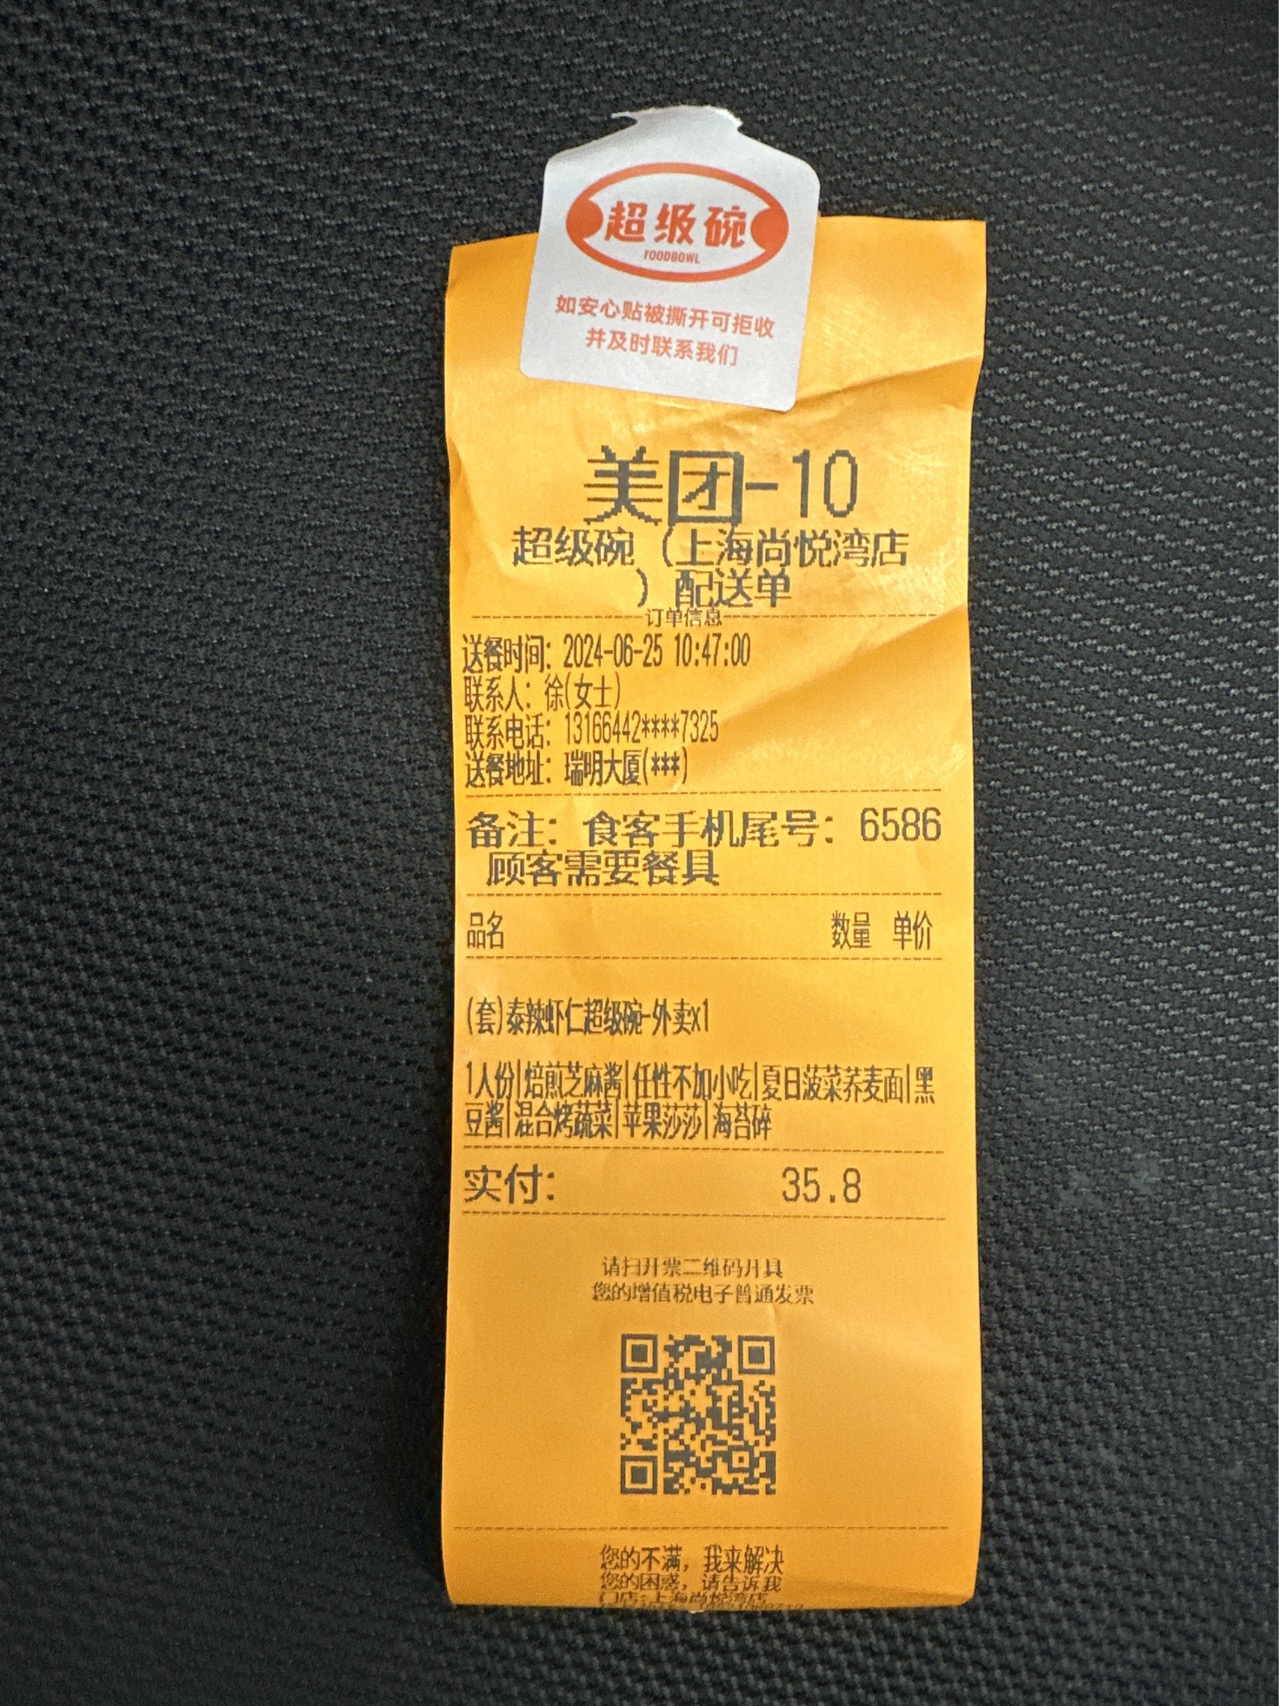 超级碗
FOODBOWL
如安心贴被撕开可拒收
并及时联系我们
美团-10
超级碗（上海尚悦湾店
）配送单
订单信息
送餐时间: 2024-06-25 10:47:00
联系人: 徐(女士)
联系电话: 13166442****7325
送餐地址: 瑞明大厦(***)
备注: 食客手机尾号: 6586
顾客需要餐具
品名 数量 单价
(套)泰辣虾仁超级碗-外卖x1
1人份|焙煎芝麻酱|任性不加小吃|夏日菠菜荞麦面|黑
豆酱|混合烤蔬菜|苹果莎莎|海苔碎
实付: 35.8
请扫开票二维码开具
您的增值税电子普通发票
您的不满，我来解决
您的困惑，请告诉我
门店:上海尚悦湾店